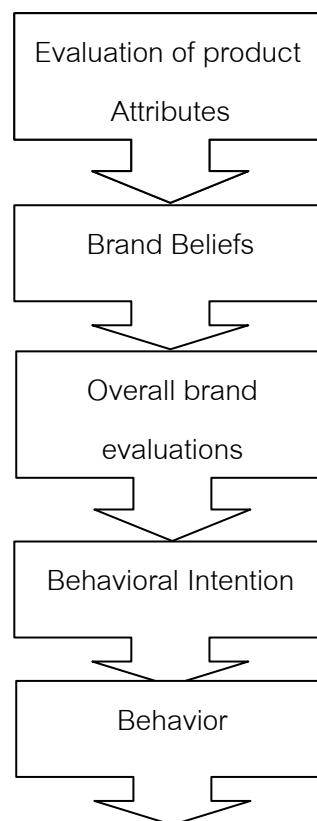 Evaluation of product
Attributes
Brand Beliefs
Overall brand
evaluations
Behavioral Intention
Behavior